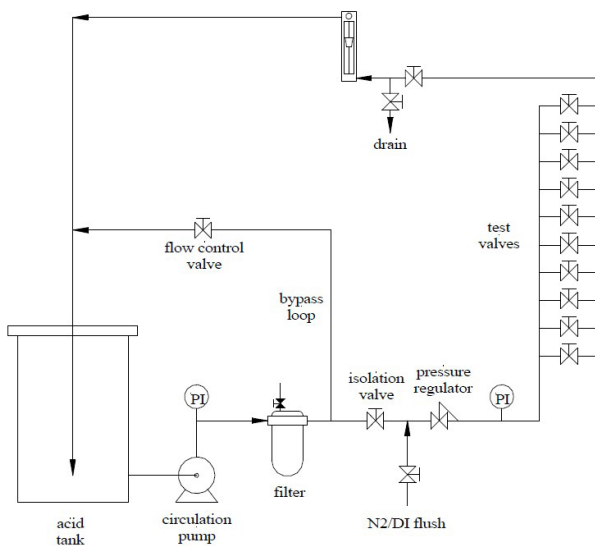 drain
test
valves
flow control
valve
bypass
loop
isolation
valve
pressure
regulator
PI
PI
filter
acid
tank
circulation
pump
N2/DI flush